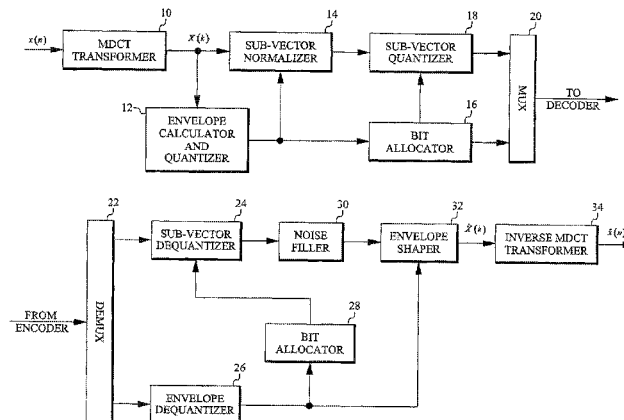 10
14
18
20
x(n)
MDCT
TRANSFORMER
X(k)
SUB-VECTOR
NORMALIZER
SUB-VECTOR
QUANTIZER
MUX
TO
DECODER
12
ENVELOPE
CALCULATOR
AND
QUANTIZER
16
BIT
ALLOCATOR
22
24
30
32
34
SUB-VECTOR
DEQUANTIZER
NOISE
FILLER
ENVELOPE
SHAPER
X̂(k)
INVERSE MDCT
TRANSFORMER
x̂(n)
FROM
ENCODER
DEMUX
28
BIT
ALLOCATOR
26
ENVELOPE
DEQUANTIZER